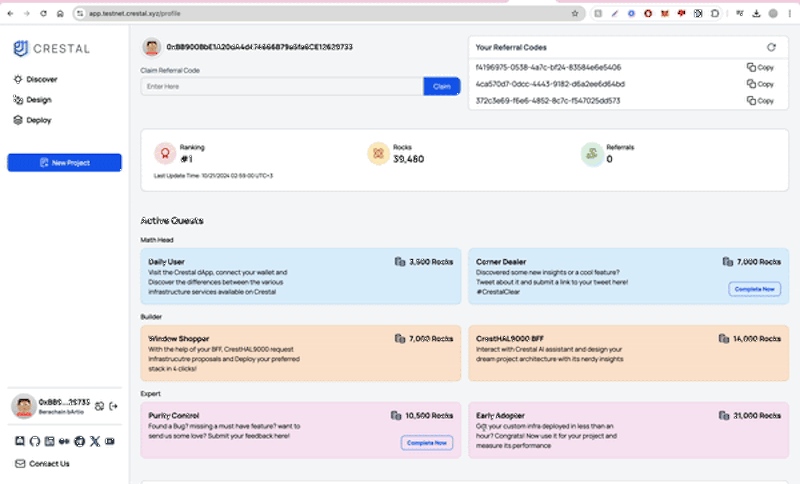 app.testnet.crestal.xyz/profile
CRESTAL
Discover
Design
Deploy
New Project
Berachain bArtio
Contact Us
Claim Referral Code
Enter Here
Claim
Your Referral Codes
f4196975-0538-4a7c-bf24-83584e6e5406
Copy
4ca570d7-0dcc-4443-9182-d6a2ee6d64bd
Copy
372c3e69-f6e6-4852-8c7c-f547025dd573
Copy
Ranking
#1
Rocks
39,480
Referrals
0
Last Update Time: 10/21/2024 02:59:00 UTC+3
Active Quests
Math Head
Daily User
3,500 Rocks
Visit the Crestal dApp, connect your wallet and
Discover the differences between the various
infrastructure services available on Crestal
Corner Dealer
7,000 Rocks
Discovered some new insights or a cool feature?
Tweet about it and submit a link to your tweet here!
#CrestalClear
Complete Now
Builder
Window Shopper
7,000 Rocks
With the help of your BFF, CrestHAL9000 request
Infrastrucutre proposals and Deploy your preferred
stack in 4 clicks!
CrestHAL9000 BFF
14,000 Rocks
Interact with Crestal AI assistant and design your
dream project architecture with its nerdy insights
Expert
Purity Control
10,500 Rocks
Found a Bug? missing a must have feature? want to
send us some love? Submit your feedback here!
Complete Now
Early Adopter
21,000 Rocks
Got your custom infra deployed in less than an
hour? Congrats! Now use it for your project and
measure its performance